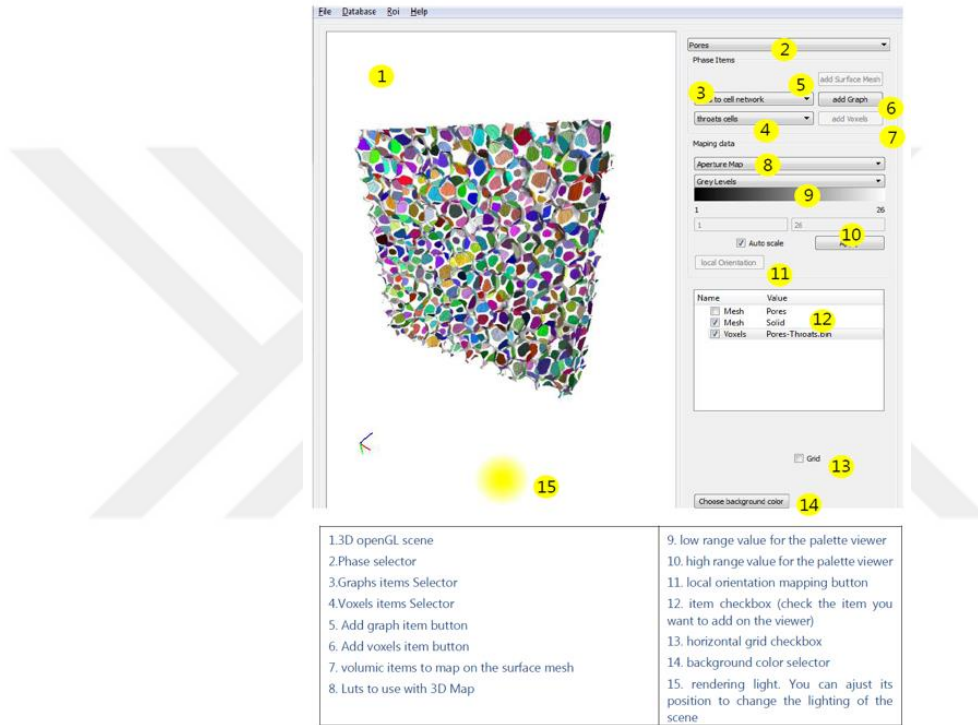 File Database Roi Help
1
Pores
2
Phase Items
add Surface Mesh
5
3
to cell network
add Graph
6
throats cells
4
add Voxels
7
Maping data
Aperture Map
8
Grey Levels
9
1 26
1 26
Auto scale
10
local Orientation
11
Name Value
Mesh Pores
Mesh Solid
12
Voxels Pores-Throats.bin
Grid
13
15
Choose background color
14
1.3D openGL scene
2.Phase selector
3.Graphs items Selector
4.Voxels items Selector
5. Add graph item button
6. Add voxels item button
7. volumic items to map on the surface mesh
8. Luts to use with 3D Map
9. low range value for the palette viewer
10. high range value for the palette viewer
11. local orientation mapping button
12. item checkbox (check the item you
want to add on the viewer)
13. horizontal grid checkbox
14. background color selector
15. rendering light. You can ajust its
position to change the lighting of the
scene